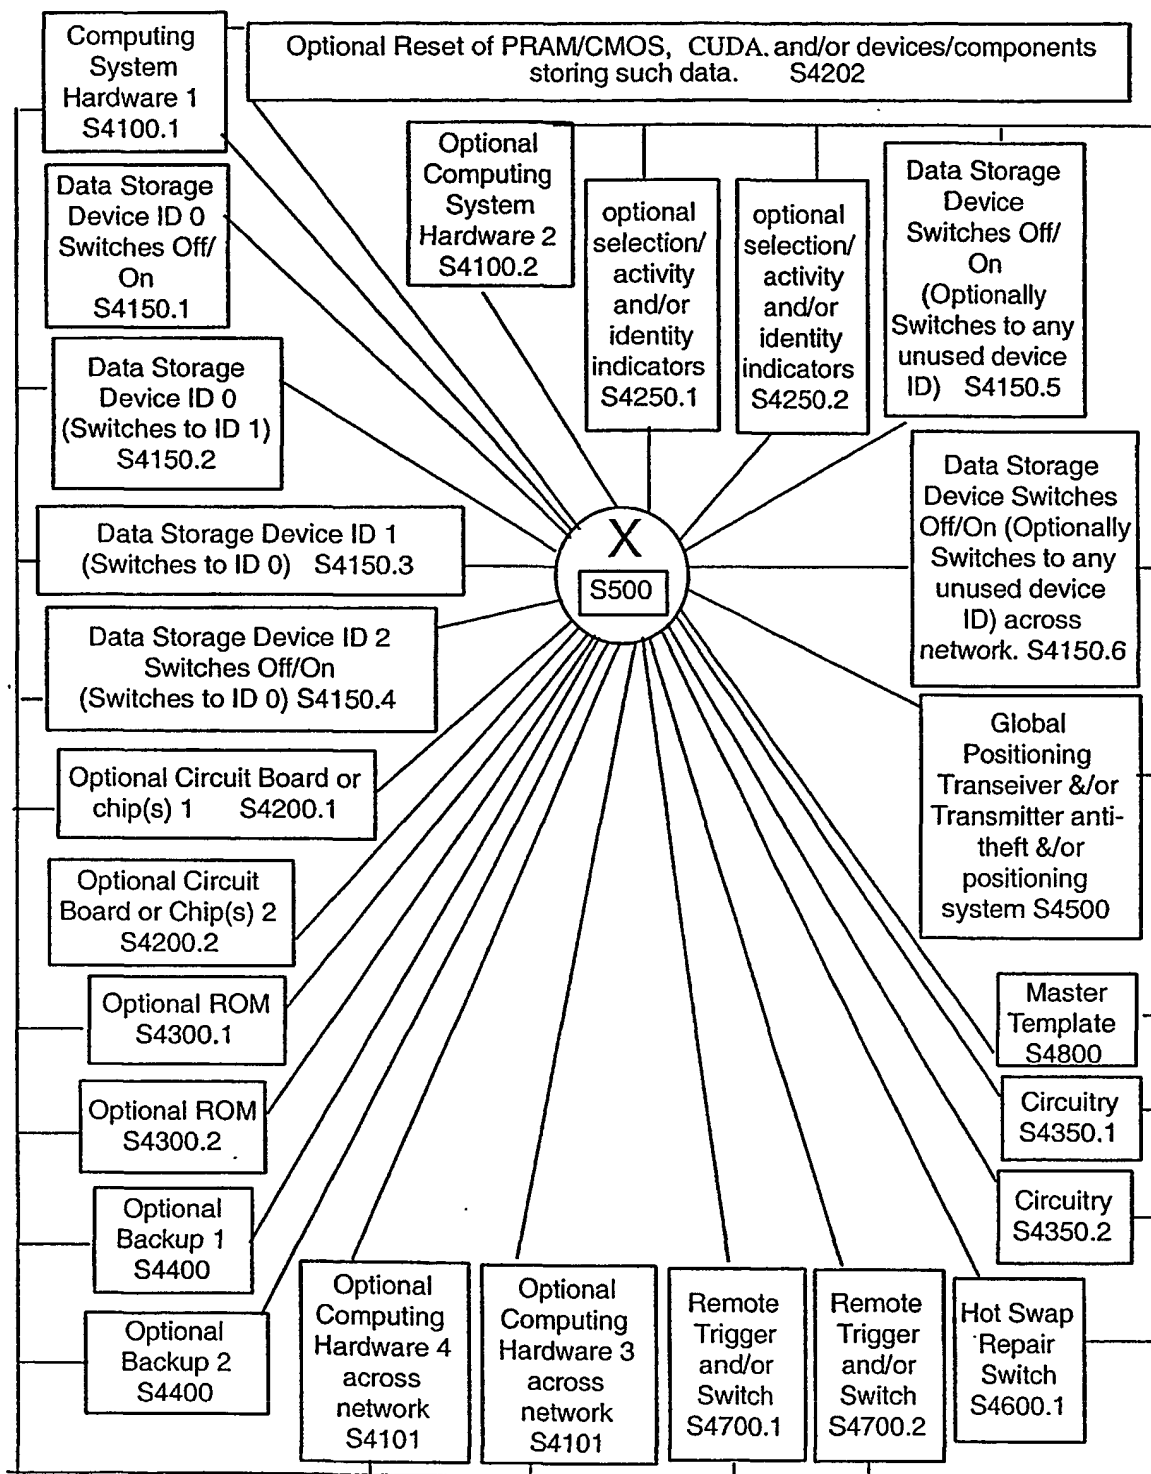 Computing
System
Hardware 1
S4100.1
Optional Reset of PRAM/CMOS, CUDA. and/or devices/components
storing such data. S4202
Data Storage
Device ID 0
Switches Off/
On
S4150.1
Optional
Computing
System
Hardware 2
S4100.2
optional
selection/
activity
and/or
identity
indicators
S4250.1
optional
selection/
activity
and/or
identity
indicators
S4250.2
Data Storage
Device
Switches Off/
On
(Optionally
Switches to any
unused device
ID) S4150.5
Data Storage
Device ID 0
(Switches to ID 1)
S4150.2
Data Storage Device ID 1
(Switches to ID 0) S4150.3
X
S500
Data Storage
Device Switches
Off/On (Optionally
Switches to any
unused device
ID) across
network. S4150.6
Data Storage Device ID 2
Switches Off/On
(Switches to ID 0) S4150.4
Global
Positioning
Transeiver &/or
Transmitter anti-
theft &/or
positioning
system S4500
Optional Circuit Board or
chip(s) 1 S4200.1
Optional Circuit
Board or Chip(s) 2
S4200.2
Optional ROM
S4300.1
Master
Template
S4800
Optional ROM
S4300.2
Circuitry
S4350.1
Optional
Backup 1
S4400
Circuitry
S4350.2
Optional
Backup 2
S4400
Optional
Computing
Hardware 4
across
network
S4101
Optional
Computing
Hardware 3
across
network
S4101
Remote
Trigger
and/or
Switch
S4700.1
Remote
Trigger
and/or
Switch
S4700.2
Hot Swap
Repair
Switch
S4600.1